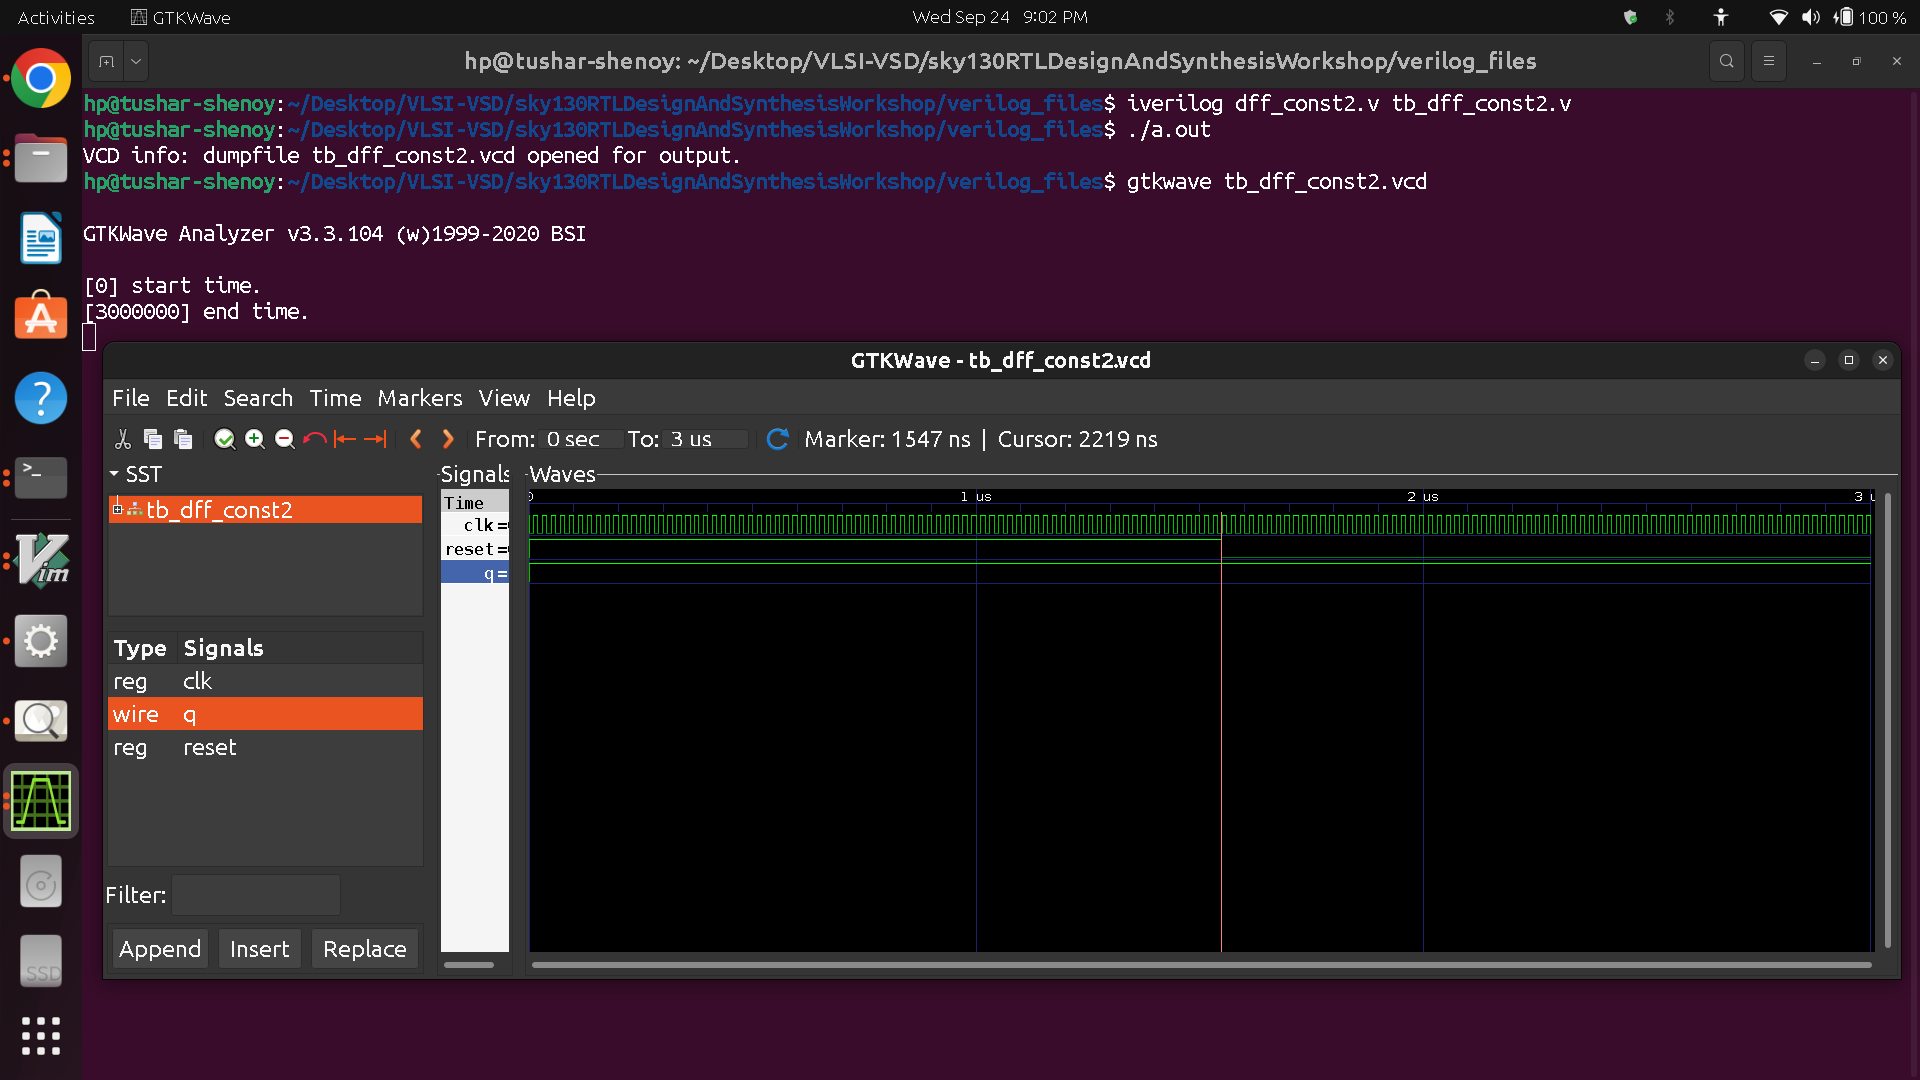 Activities GTKWave Wed Sep 24 9:02 PM 100 %
hp@tushar-shenoy: ~/Desktop/VLSI-VSD/sky130RTLDesignAndSynthesisWorkshop/verilog_files
hp@tushar-shenoy:~/Desktop/VLSI-VSD/sky130RTLDesignAndSynthesisWorkshop/verilog_files$ iverilog dff_const2.v tb_dff_const2.v
hp@tushar-shenoy:~/Desktop/VLSI-VSD/sky130RTLDesignAndSynthesisWorkshop/verilog_files$ ./a.out
VCD info: dumpfile tb_dff_const2.vcd opened for output.
hp@tushar-shenoy:~/Desktop/VLSI-VSD/sky130RTLDesignAndSynthesisWorkshop/verilog_files$ gtkwave tb_dff_const2.vcd
GTKWave Analyzer v3.3.104 (w)1999-2020 BSI
[0] start time.
[3000000] end time.
GTKWave - tb_dff_const2.vcd
File Edit Search Time Markers View Help
From: 0 sec To: 3 us Marker: 1547 ns | Cursor: 2219 ns
SST
tb_dff_const2
Type Signals
reg clk
wire q
reg reset
Filter:
Append Insert Replace
Signals
Time
clk =
reset =
q =
Waves
0 1 us 2 us 3 u
Vim
SSD